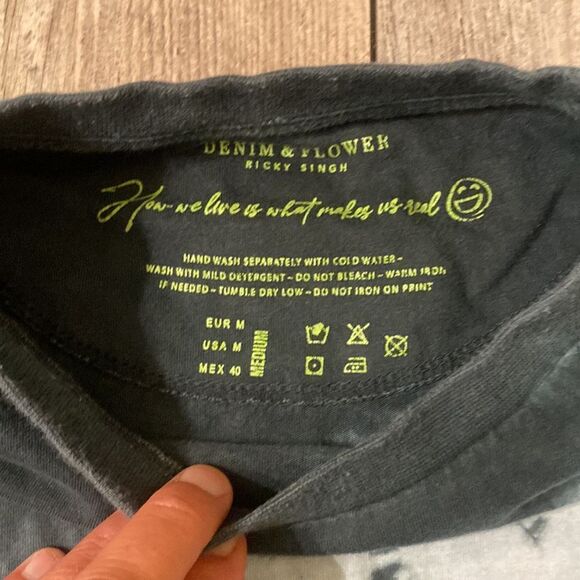 DENIM & FLOWER
RICKY SINGH
How we live is what makes us real
HAND WASH SEPARATELY WITH COLD WATER-
WASH WITH MILD DETERGENT - DO NOT BLEACH - WARM IRON
IF NEEDED - TUMBLE DRY LOW - DO NOT IRON ON PRINT
EUR M
USA M
MEX 40
MEDIUM